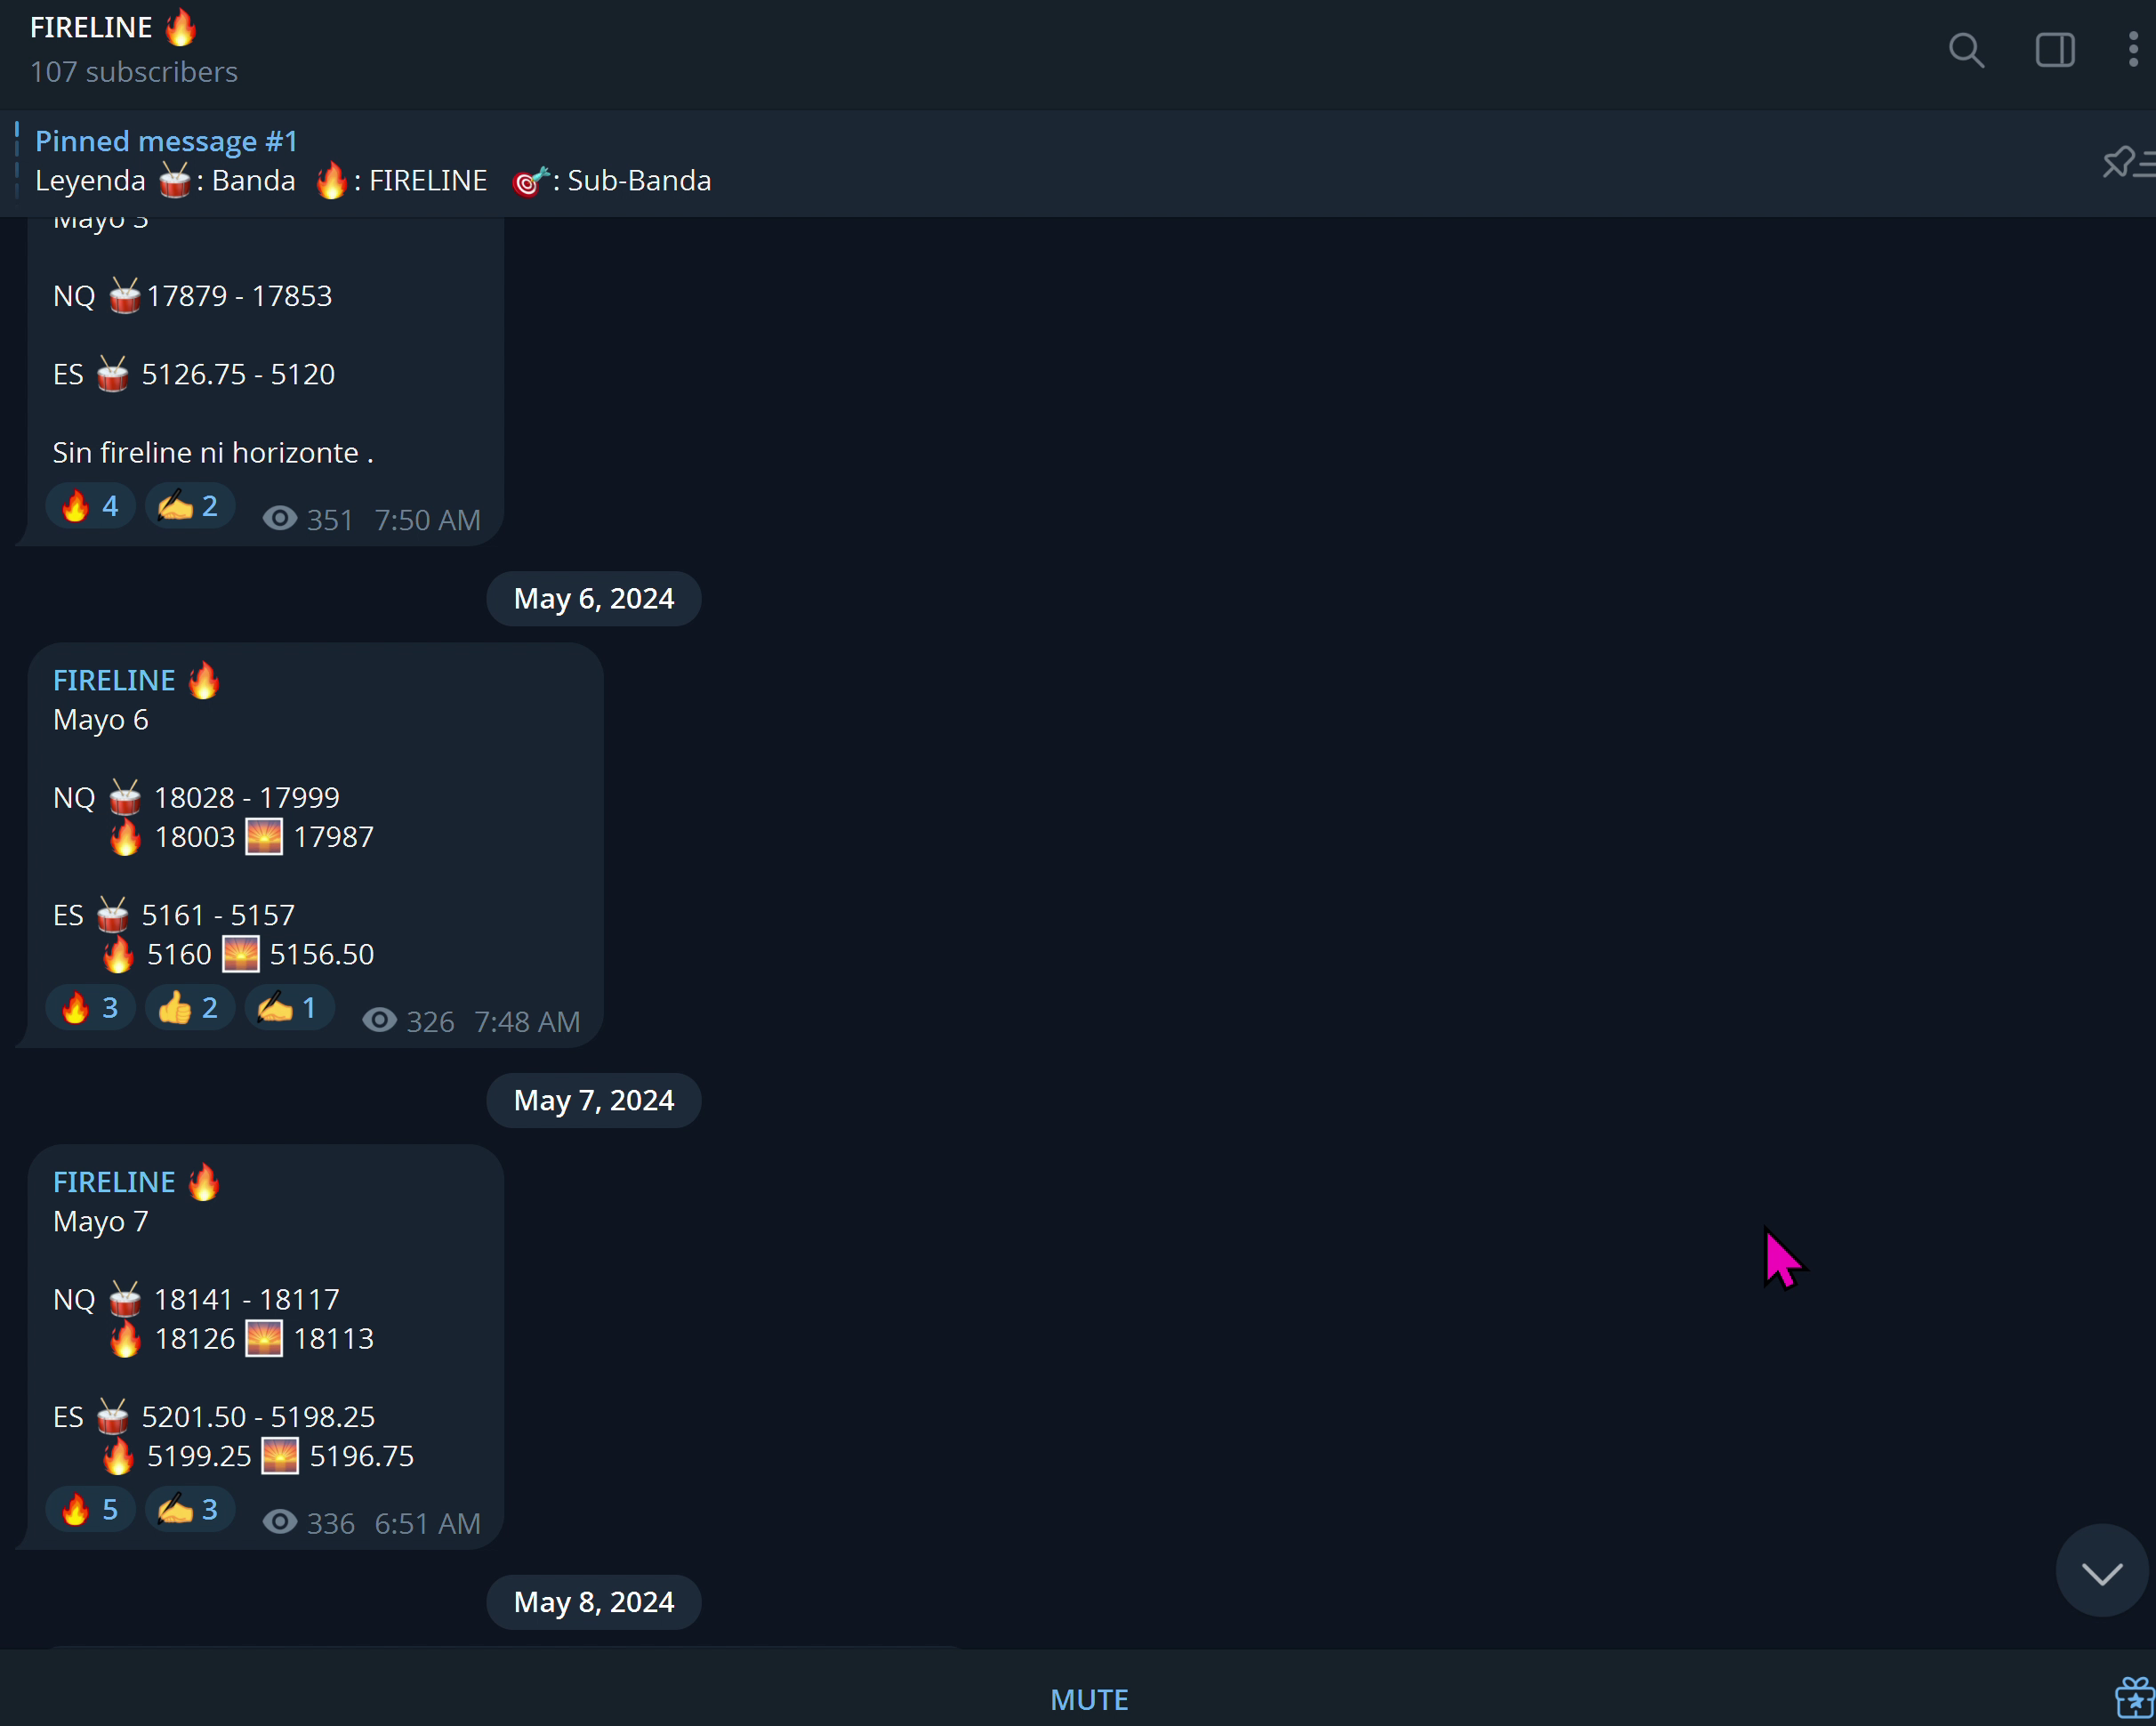 FIRELINE 🔥
107 subscribers
Pinned message #1
Leyenda 🥁: Banda 🔥: FIRELINE 🎯: Sub-Banda
Mayo 3
NQ 🥁17879 - 17853
ES 🥁 5126.75 - 5120
Sin fireline ni horizonte .
🔥 4 ✍ 2 351 7:50 AM
May 6, 2024
FIRELINE 🔥
Mayo 6
NQ 🥁 18028 - 17999
🔥 18003 🌅 17987
ES 🥁 5161 - 5157
🔥 5160 🌅 5156.50
🔥 3 👍 2 ✍ 1 326 7:48 AM
May 7, 2024
FIRELINE 🔥
Mayo 7
NQ 🥁 18141 - 18117
🔥 18126 🌅 18113
ES 🥁 5201.50 - 5198.25
🔥 5199.25 🌅 5196.75
🔥 5 ✍ 3 336 6:51 AM
May 8, 2024
MUTE